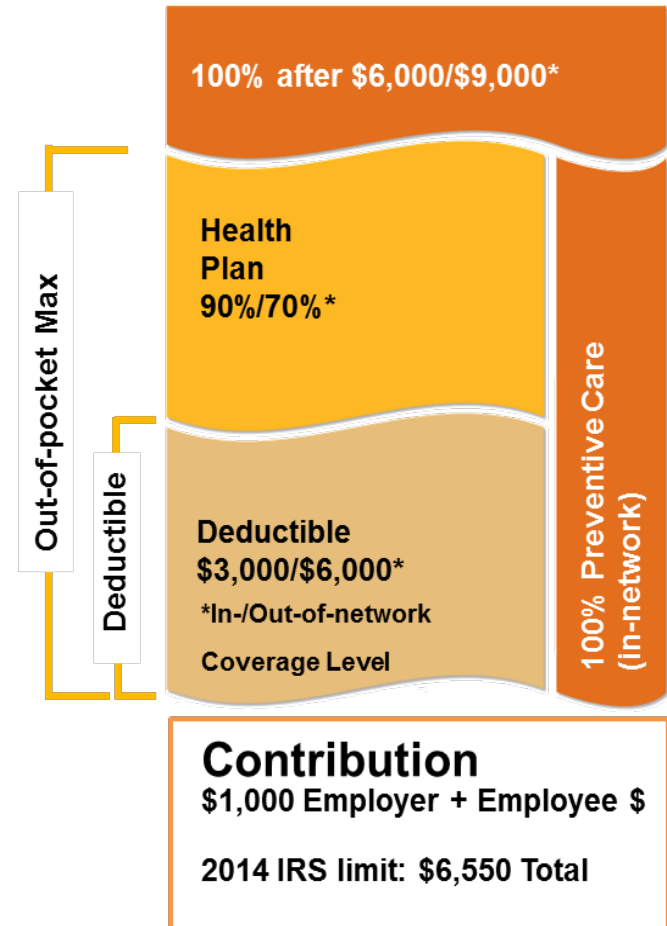 100% after $6,000/$9,000*
Out-of-pocket Max
Deductible
Health
Plan
90%/70%*
Deductible
$3,000/$6,000*
*In-/Out-of-network
Coverage Level
100% Preventive Care
(in-network)
Contribution
$1,000 Employer + Employee $
2014 IRS limit: $6,550 Total